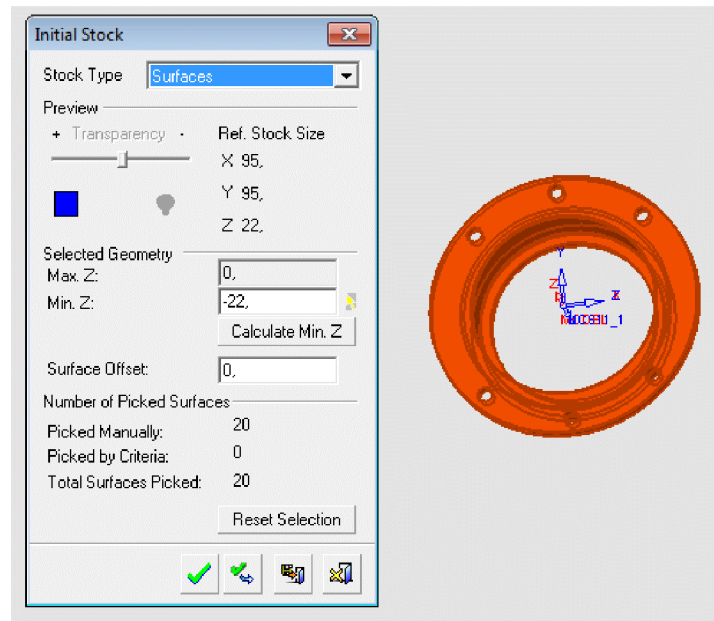 Initial Stock
Stock Type Surfaces
Preview
+ Transparency - Ref. Stock Size
X 95,
Y 95,
Z 22,
Selected Geometry
Max. Z: 0,
Min. Z: -22,
Calculate Min. Z
Surface Offset: 0,
Number of Picked Surfaces
Picked Manually: 20
Picked by Criteria: 0
Total Surfaces Picked: 20
Reset Selection
Y
Z